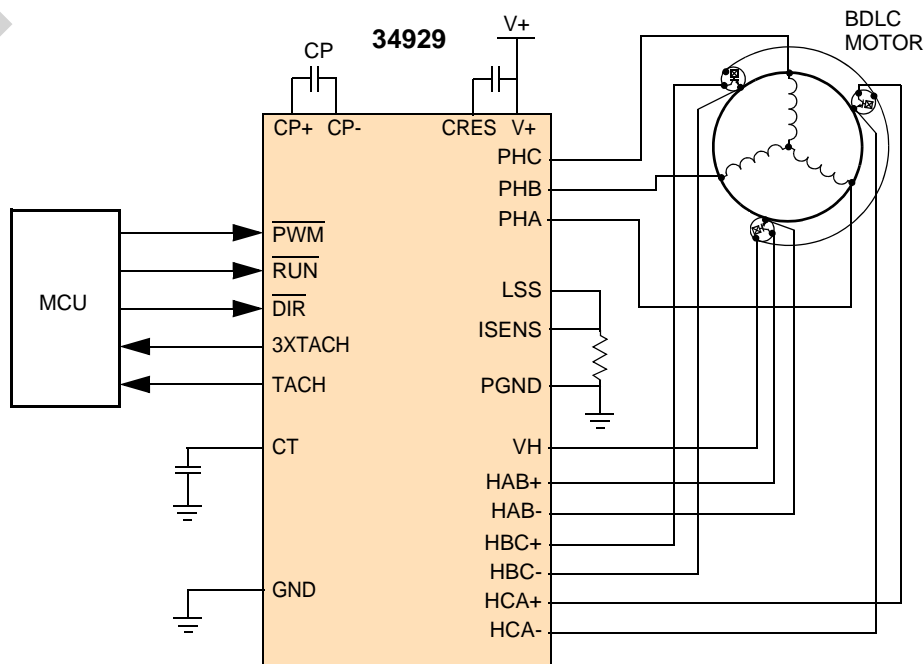 BDLC
MOTOR
34929
V+
CP
CP+
CP-
CRES
V+
PHC
PHB
PHA
MCU
PWM
RUN
DIR
3XTACH
TACH
LSS
ISENS
PGND
CT
VH
HAB+
HAB-
HBC+
HBC-
GND
HCA+
HCA-